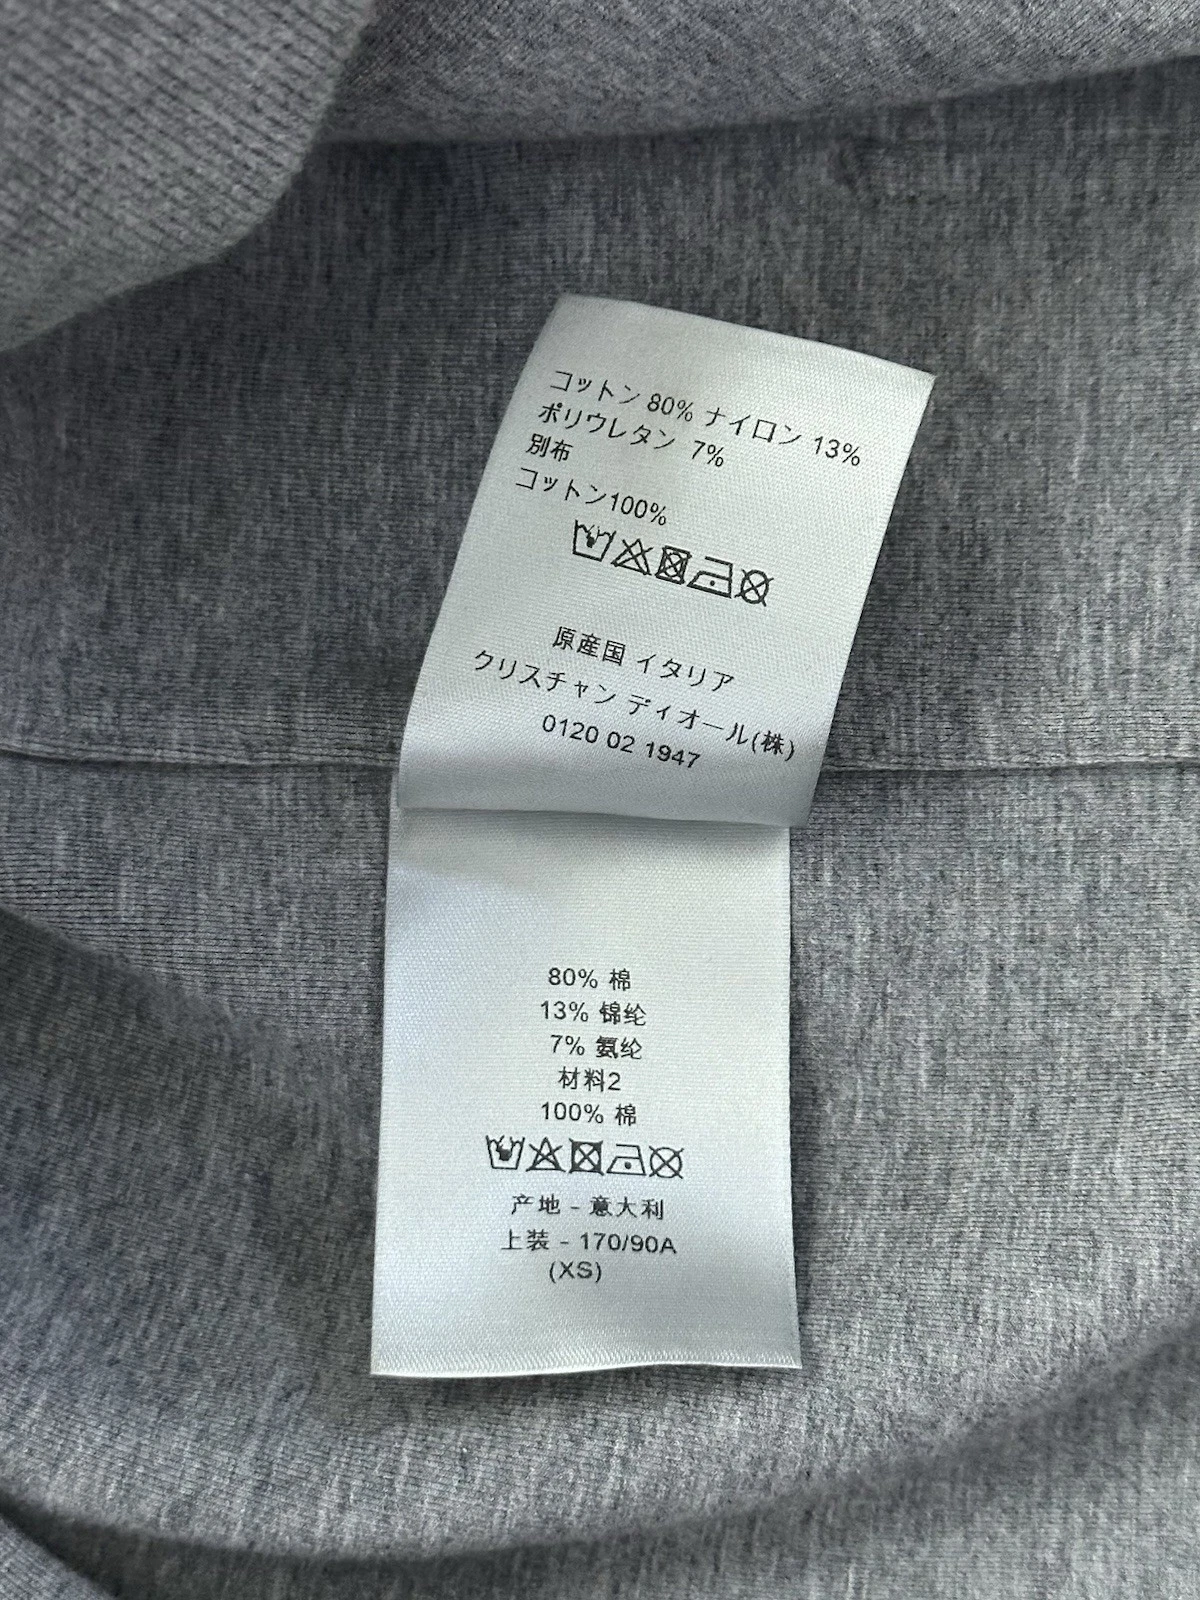 コットン 80% ナイロン 13%
ポリウレタン 7%
別布
コットン100%
原産国 イタリア
クリスチャン ディオール(株)
0120 02 1947
80% 棉
13% 锦纶
7% 氨纶
材料2
100% 棉
产地 - 意大利
上装 - 170/90A
(XS)